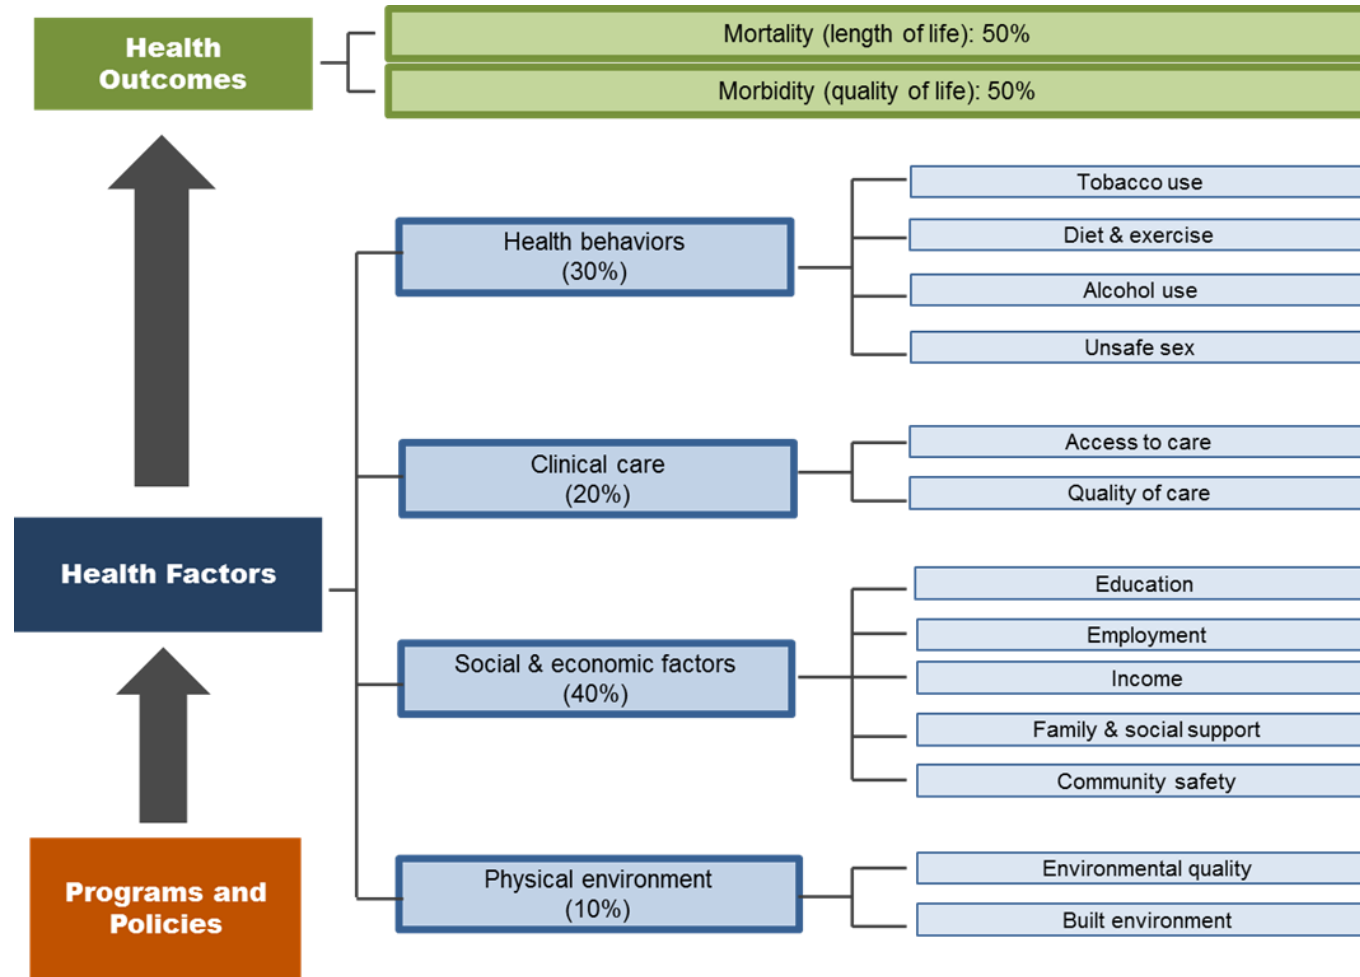 Health
Outcomes
Mortality (length of life): 50%
Morbidity (quality of life): 50%
Health Factors
Programs and
Policies
Health behaviors
(30%)
Tobacco use
Diet & exercise
Alcohol use
Unsafe sex
Clinical care
(20%)
Access to care
Quality of care
Social & economic factors
(40%)
Education
Employment
Income
Family & social support
Community safety
Physical environment
(10%)
Environmental quality
Built environment